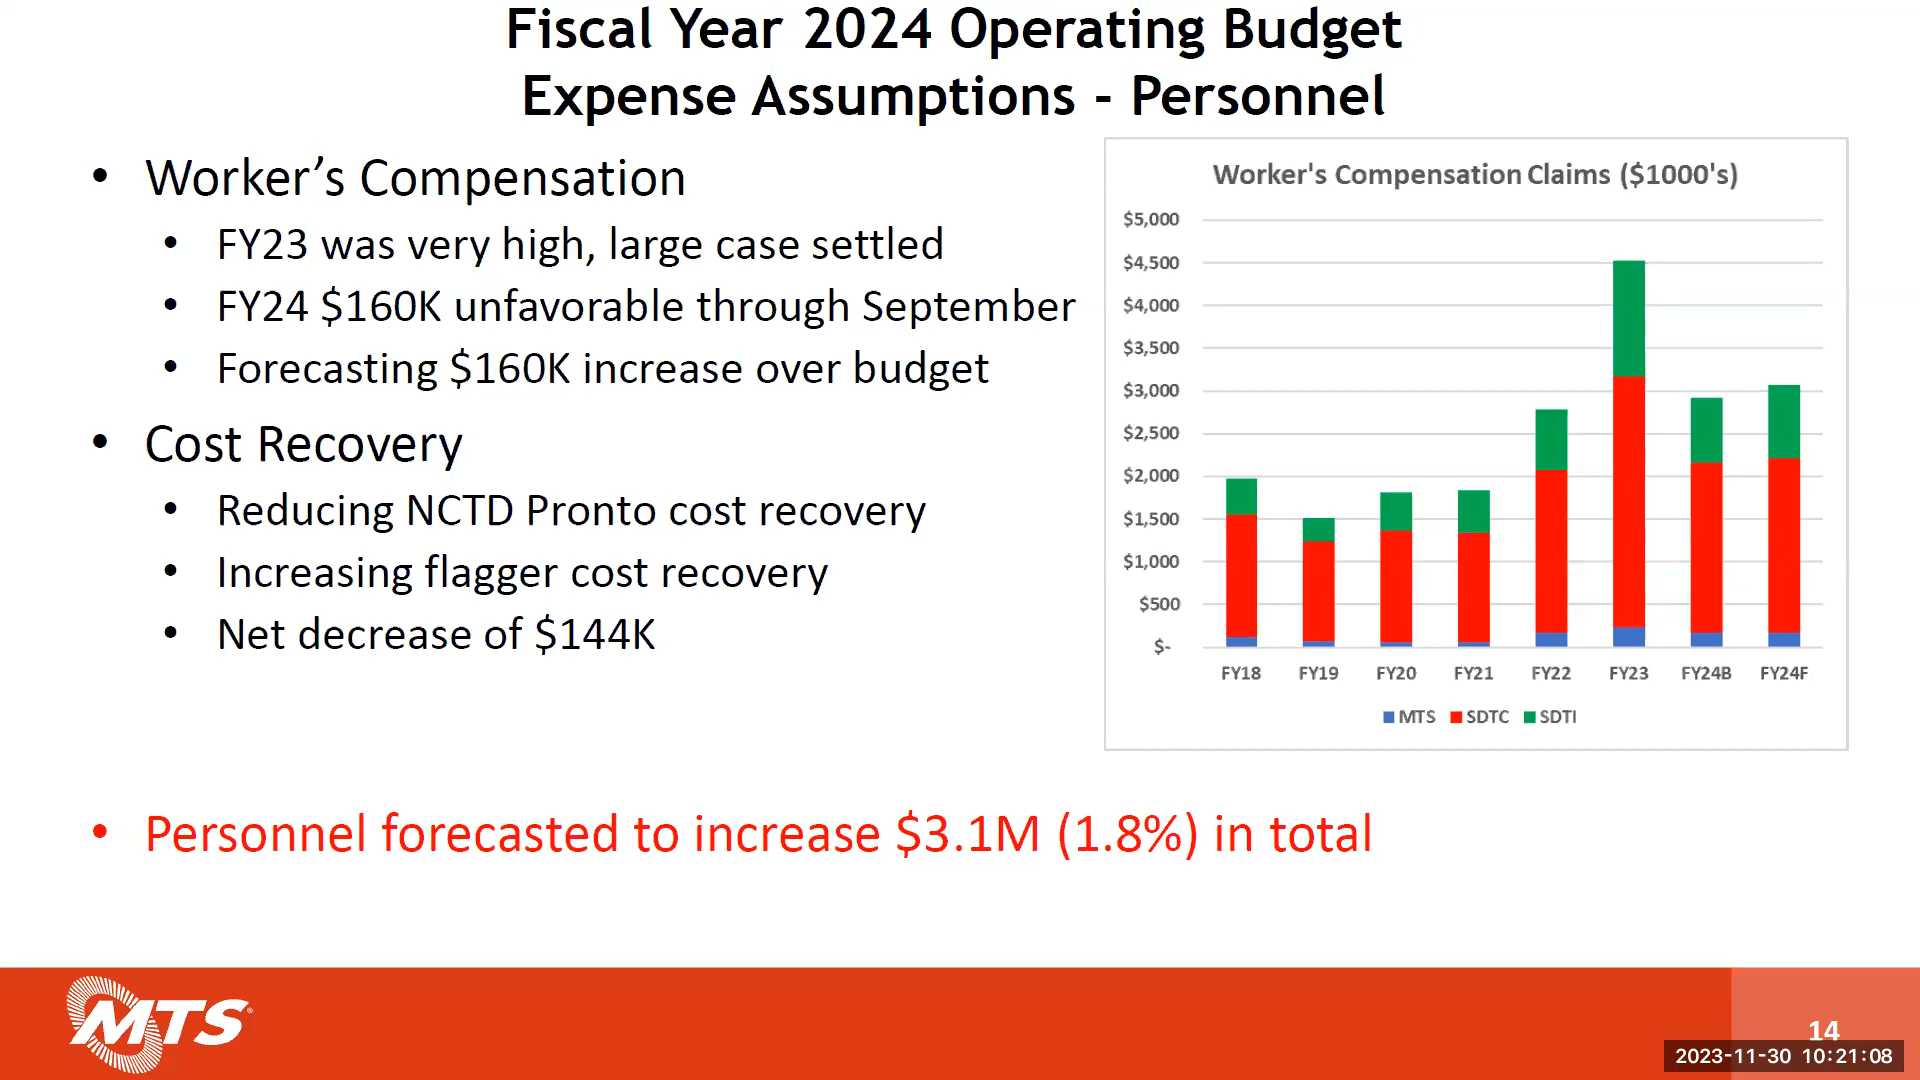 Fiscal Year 2024 Operating Budget
Expense Assumptions - Personnel
• Worker’s Compensation
• FY23 was very high, large case settled
• FY24 $160K unfavorable through September
• Forecasting $160K increase over budget
• Cost Recovery
• Reducing NCTD Pronto cost recovery
• Increasing flagger cost recovery
• Net decrease of $144K
Worker's Compensation Claims ($1000's)
$5,000
$4,500
$4,000
$3,500
$3,000
$2,500
$2,000
$1,500
$1,000
$500
$-
FY18 FY19 FY20 FY21 FY22 FY23 FY24B FY24F
MTS SDTC SDTI
• Personnel forecasted to increase $3.1M (1.8%) in total
MTS®
14
2023-11-30 10:21:08